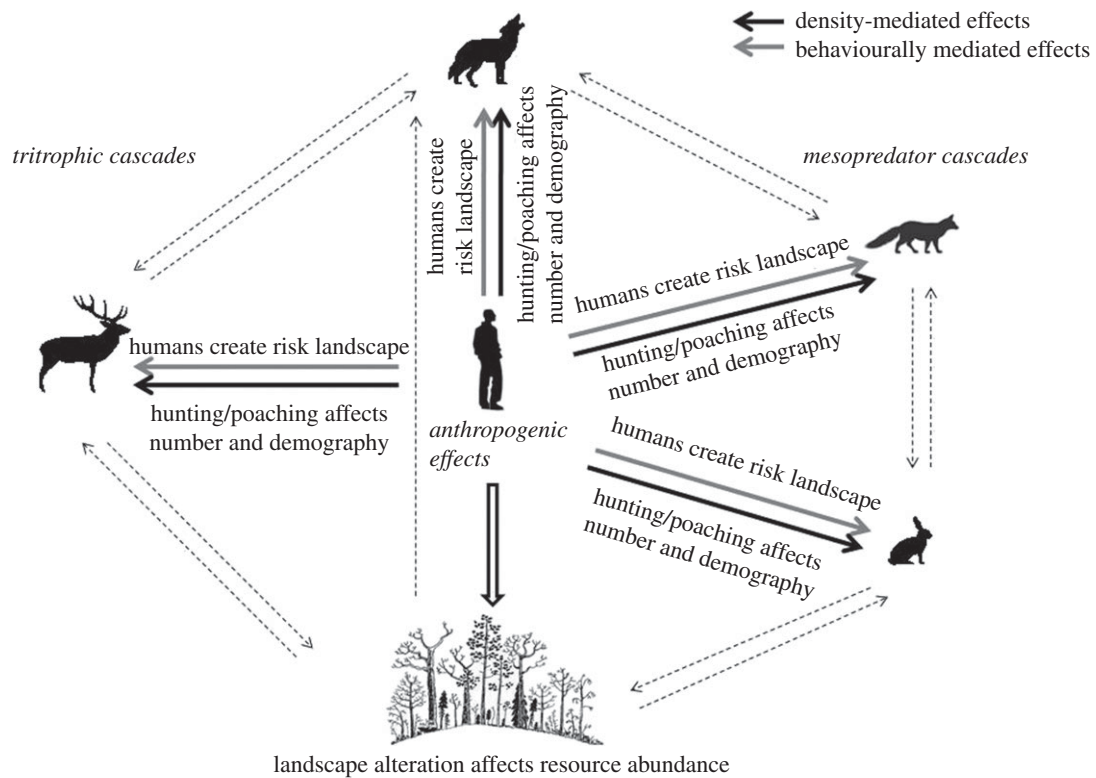 density-mediated effects
behaviourally mediated effects
tritrophic cascades
mesopredator cascades
humans create
risk landscape
hunting/poaching affects
number and demography
humans create risk landscape
hunting/poaching affects
number and demography
humans create risk landscape
hunting/poaching affects
number and demography
anthropogenic
effects
humans create risk landscape
hunting/poaching affects
number and demography
landscape alteration affects resource abundance